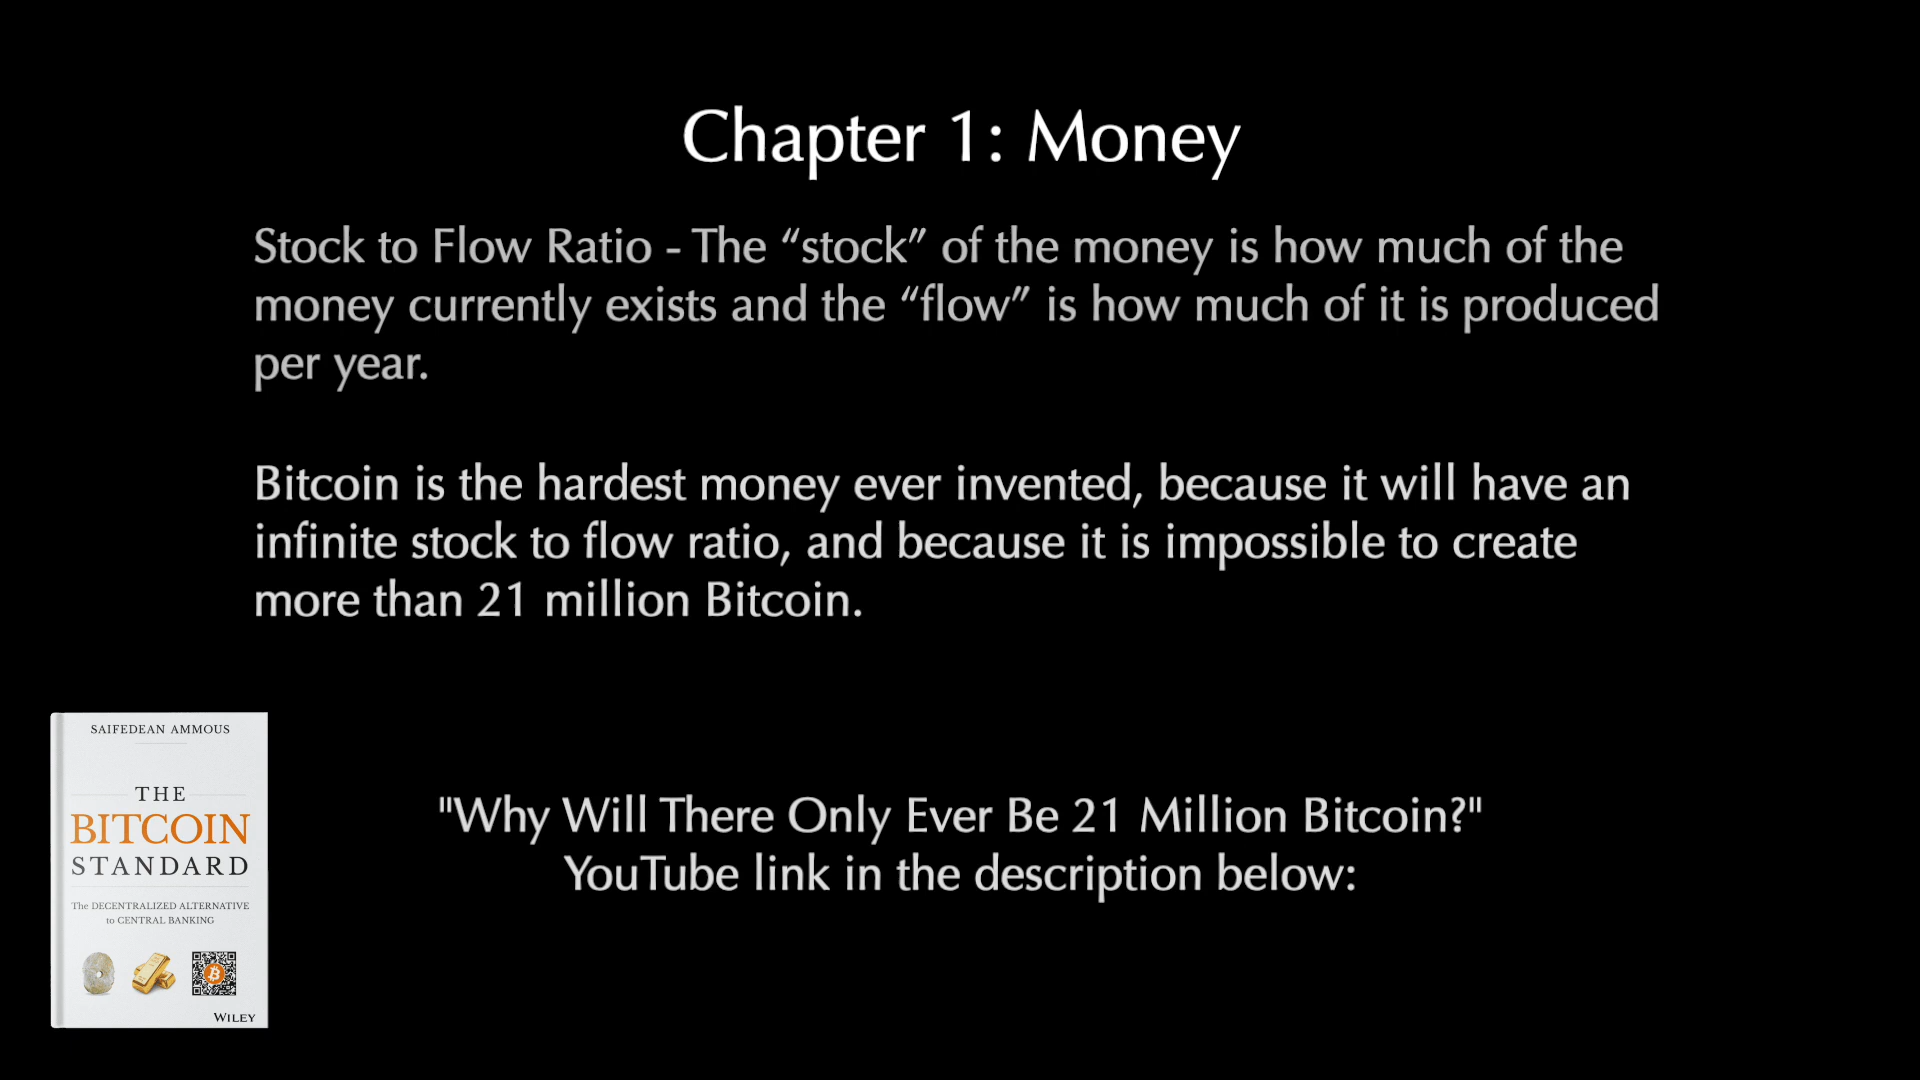 Chapter 1: Money
Stock to Flow Ratio - The “stock” of the money is how much of the
money currently exists and the “flow” is how much of it is produced
per year.
Bitcoin is the hardest money ever invented, because it will have an
infinite stock to flow ratio, and because it is impossible to create
more than 21 million Bitcoin.
SAIFEDEAN AMMOUS
THE
BITCOIN
STANDARD
The DECENTRALIZED ALTERNATIVE
to CENTRAL BANKING
WILEY
"Why Will There Only Ever Be 21 Million Bitcoin?"
YouTube link in the description below: